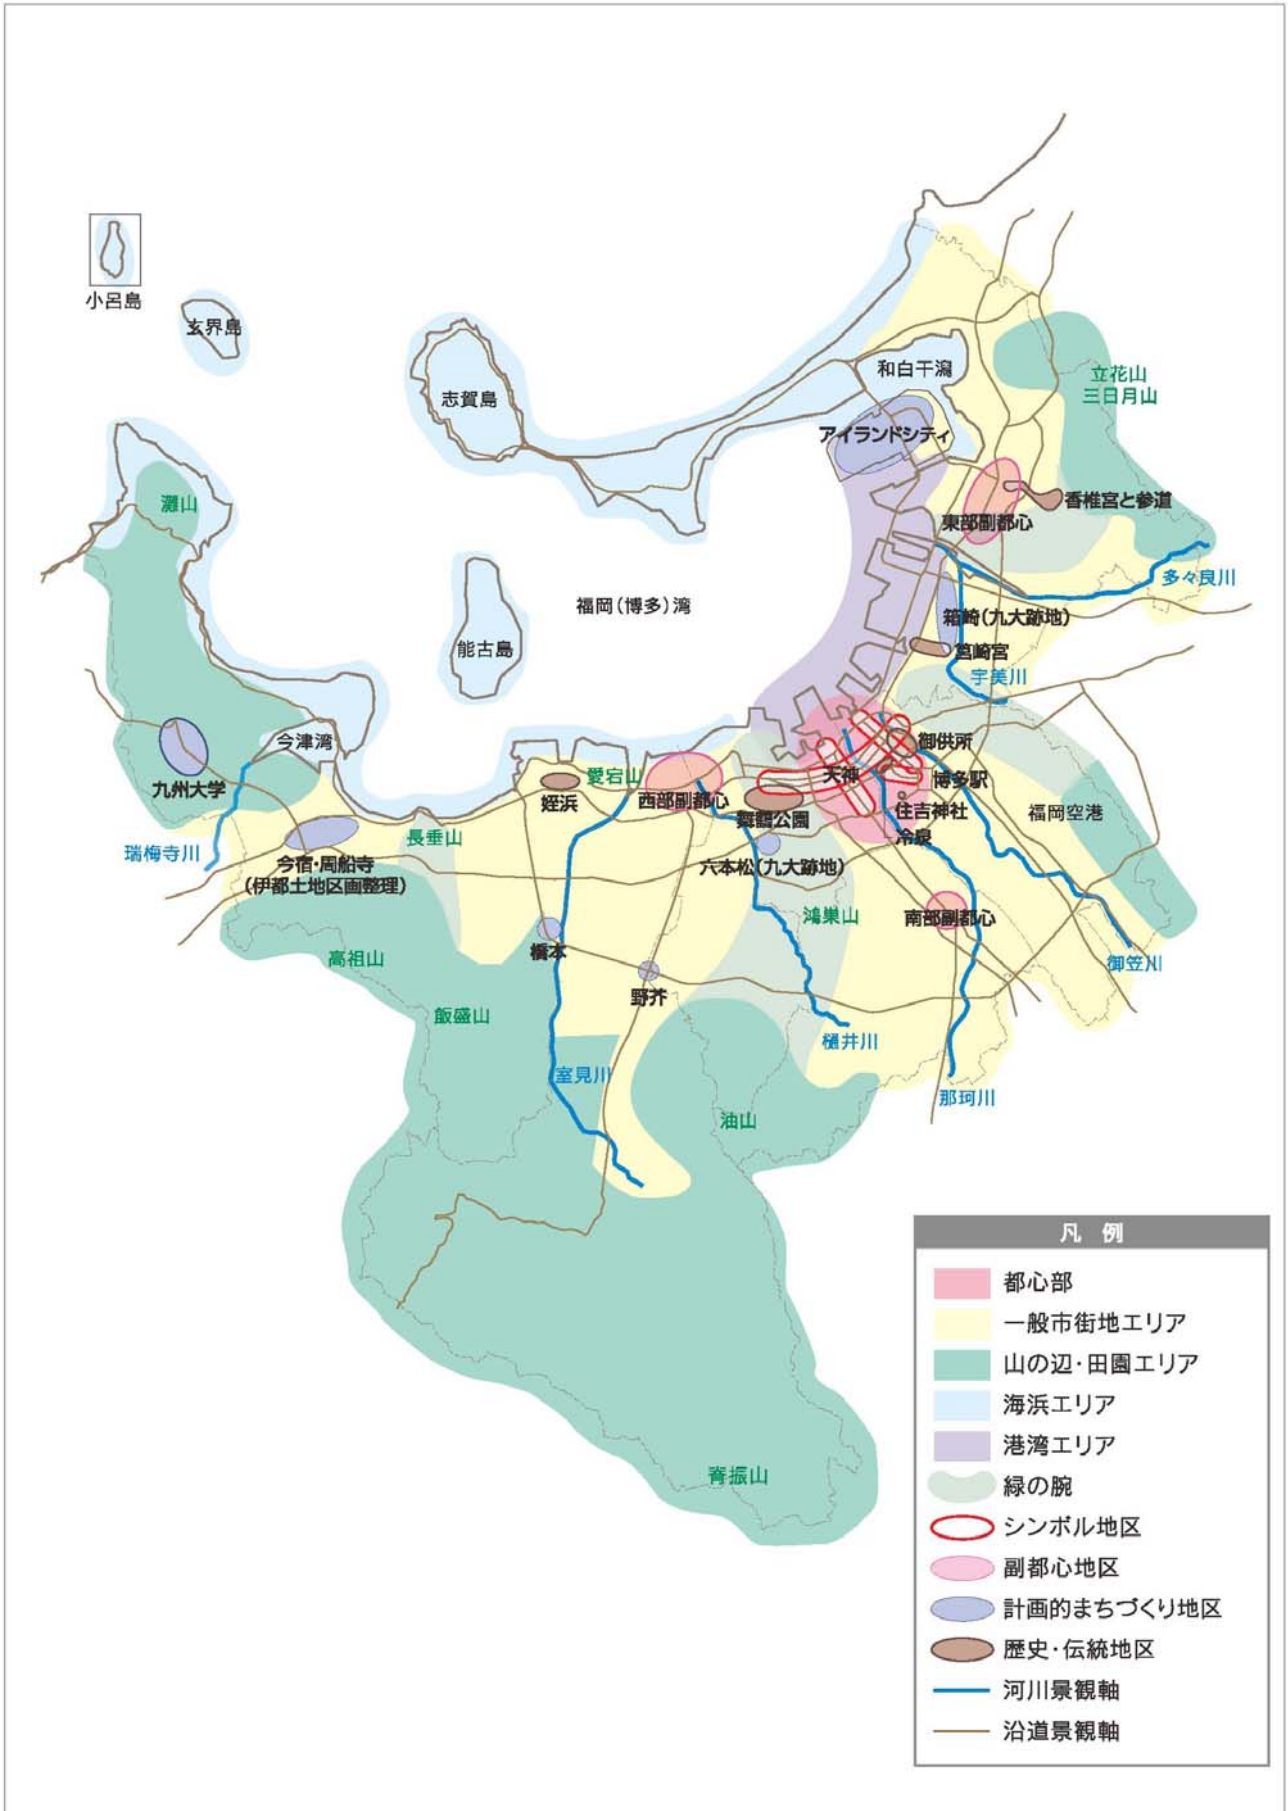 小呂島
玄界島
志賀島
和白干潟
立花山
三日月山
アイランドシティ
灘山
香椎宮と参道
東部副都心
多々良川
福岡(博多)湾
箱崎(九大跡地)
能古島
筥崎宮
宇美川
今津湾
御供所
愛宕山
天神
博多駅
九州大学
姪浜
西部副都心
住吉神社
福岡空港
舞鶴公園
長垂山
冷泉
瑞梅寺川
今宿・周船寺
(伊都土地区画整理)
六本松(九大跡地)
鴻巣山
南部副都心
高祖山
橋本
御笠川
野芥
飯盛山
樋井川
室見川
那珂川
油山
脊振山
凡 例
都心部
一般市街地エリア
山の辺・田園エリア
海浜エリア
港湾エリア
緑の腕
シンボル地区
副都心地区
計画的まちづくり地区
歴史・伝統地区
河川景観軸
沿道景観軸